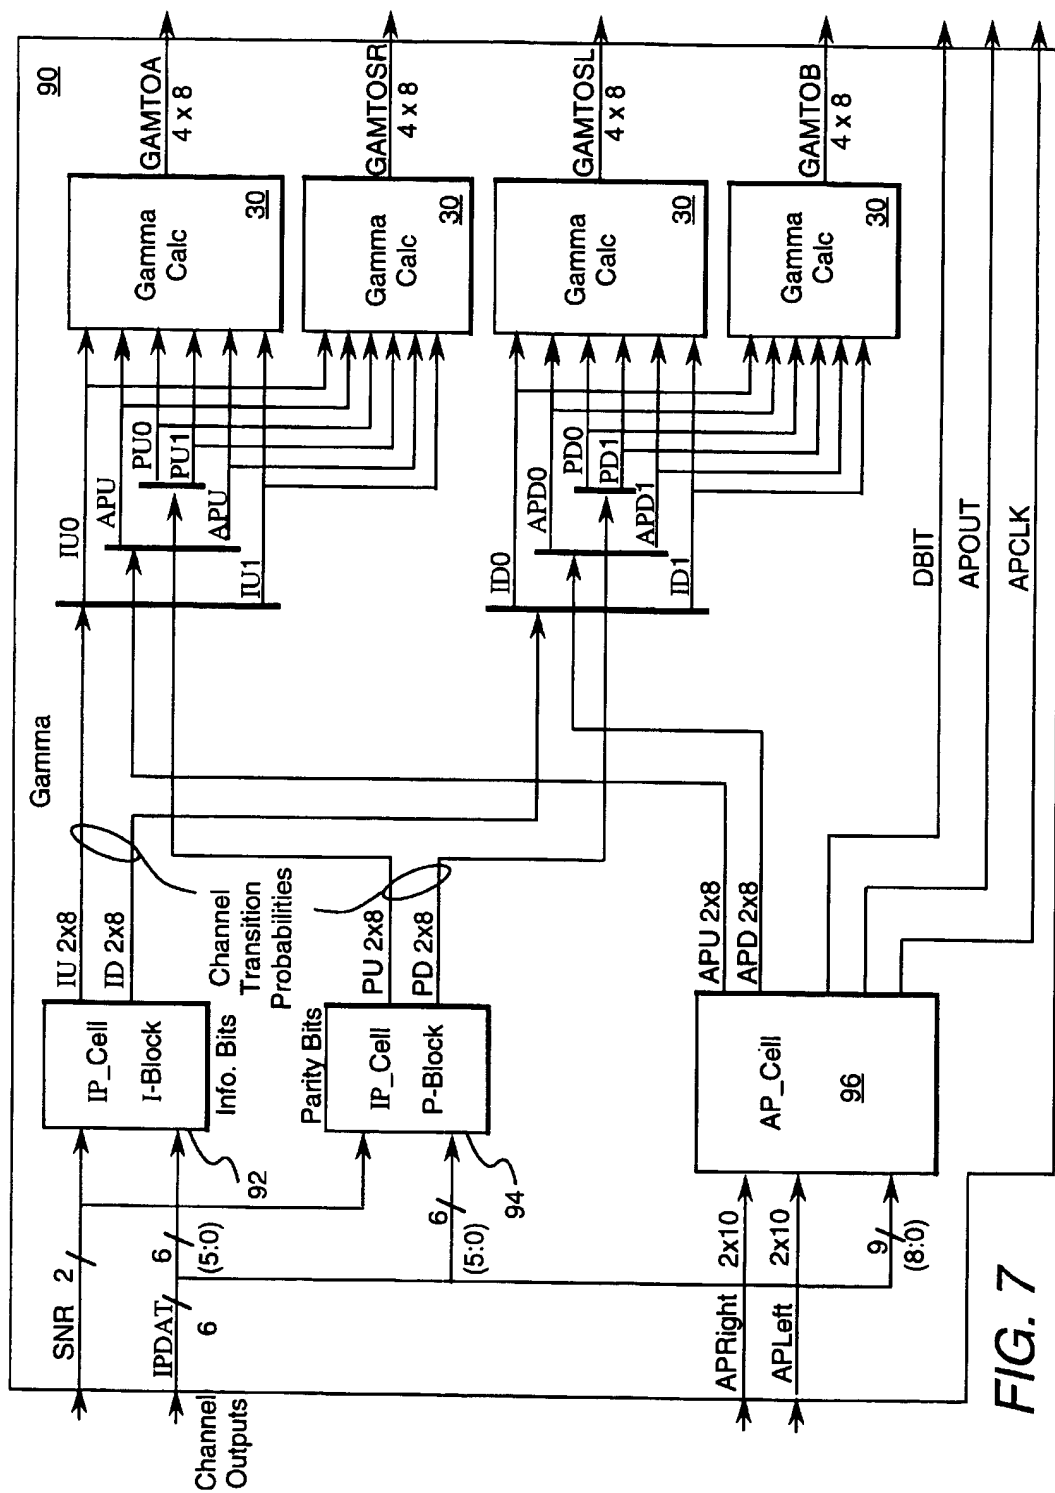 90
Gamma
SNR
2
IPDAT
6
6
(5:0)
Channel
Outputs
IP_Cell
I-Block
Info. Bits
92
IU 2x8
ID 2x8
Channel
Transition
Probabilities
Parity Bits
IP_Cell
P-Block
94
6
(5:0)
PU 2x8
PD 2x8
APRight 2x10
APLeft 2x10
9
(8:0)
AP_Cell
96
APU 2x8
APD 2x8
IU0
APU
PU0
PU1
APU
IU1
ID0
APD0
PD0
PD1
APD1
ID1
Gamma
Calc
30
GAMTOA
4 x 8
Gamma
Calc
30
GAMTOSR
4 x 8
Gamma
Calc
30
GAMTOSL
4 x 8
Gamma
Calc
30
GAMTOB
4 x 8
DBIT
APOUT
APCLK
FIG. 7